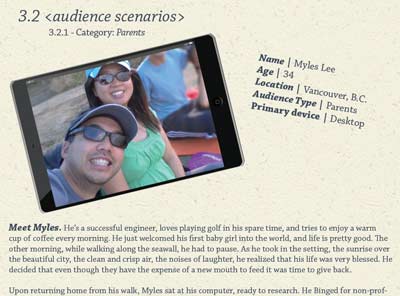 3.2 <audience scenarios>
3.2.1 - Category: Parents
Name | Myles Lee
Age | 34
Location | Vancouver, B.C.
Audience Type | Parents
Primary device | Desktop
Meet Myles. He's a successful engineer, loves playing golf in his spare time, and tries to enjoy a warm
cup of coffee every morning. He just welcomed his first baby girl into the world, and life is pretty good. The
other morning, while walking along the seawall, he had to pause. As he took in the setting, the sunrise over
the beautiful city, the clean and crisp air, the noises of laughter, he realized that his life was very blessed. He
decided that even though they have the expense of a new mouth to feed it was time to give back.
Upon returning home from his walk, Myles sat at his computer, ready to research. He Binged for non-prof-